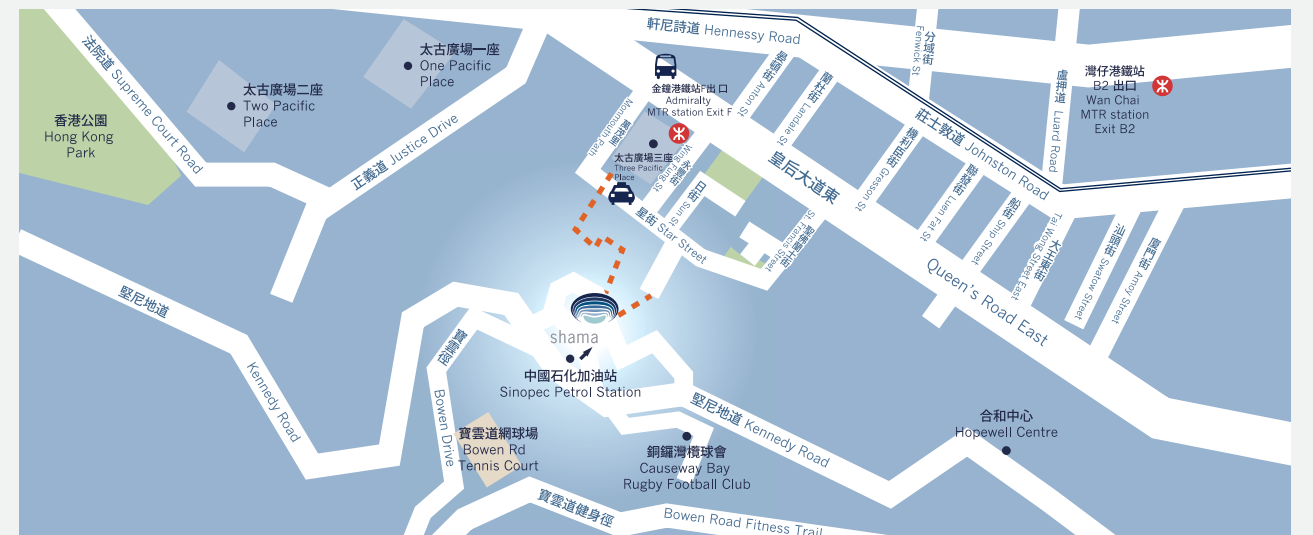 軒尼詩道 Hennessy Road
法院道 Supreme Court Road
太古廣場一座
One Pacific
Place
太古廣場二座
Two Pacific
Place
香港公園
Hong Kong
Park
正義道 Justice Drive
金鐘港鐵站F出口
Admiralty
MTR station Exit F
晏頓街 Anton St
蘭杜街 Landale St
分域街
Fenwick St
盧押道 Luard Road
灣仔港鐵站
B2 出口
Wan Chai
MTR station
Exit B2
萬茂里
Monmouth Path
太古廣場三座
Three Pacific
Place
永豐街
Wing Fung St
日街 Sun St
星街 Star Street
皇后大道東
莊士敦道 Johnston Road
機利臣街 Gresson St
聯發街 Luen Fat St
船街 Ship Street
大王東街
Tai Wong Street East
汕頭街 Swatow Street
廈門街 Amoy Street
聖佛蘭士街
St Francis Street
Queen's Road East
堅尼地道
Kennedy Road
shama
中國石化加油站
Sinopec Petrol Station
寶雲徑
Bowen Drive
寶雲道網球場
Bowen Rd
Tennis Court
堅尼地道 Kennedy Road
銅鑼灣欖球會
Causeway Bay
Rugby Football Club
合和中心
Hopewell Centre
寶雲道健身徑
Bowen Road Fitness Trail